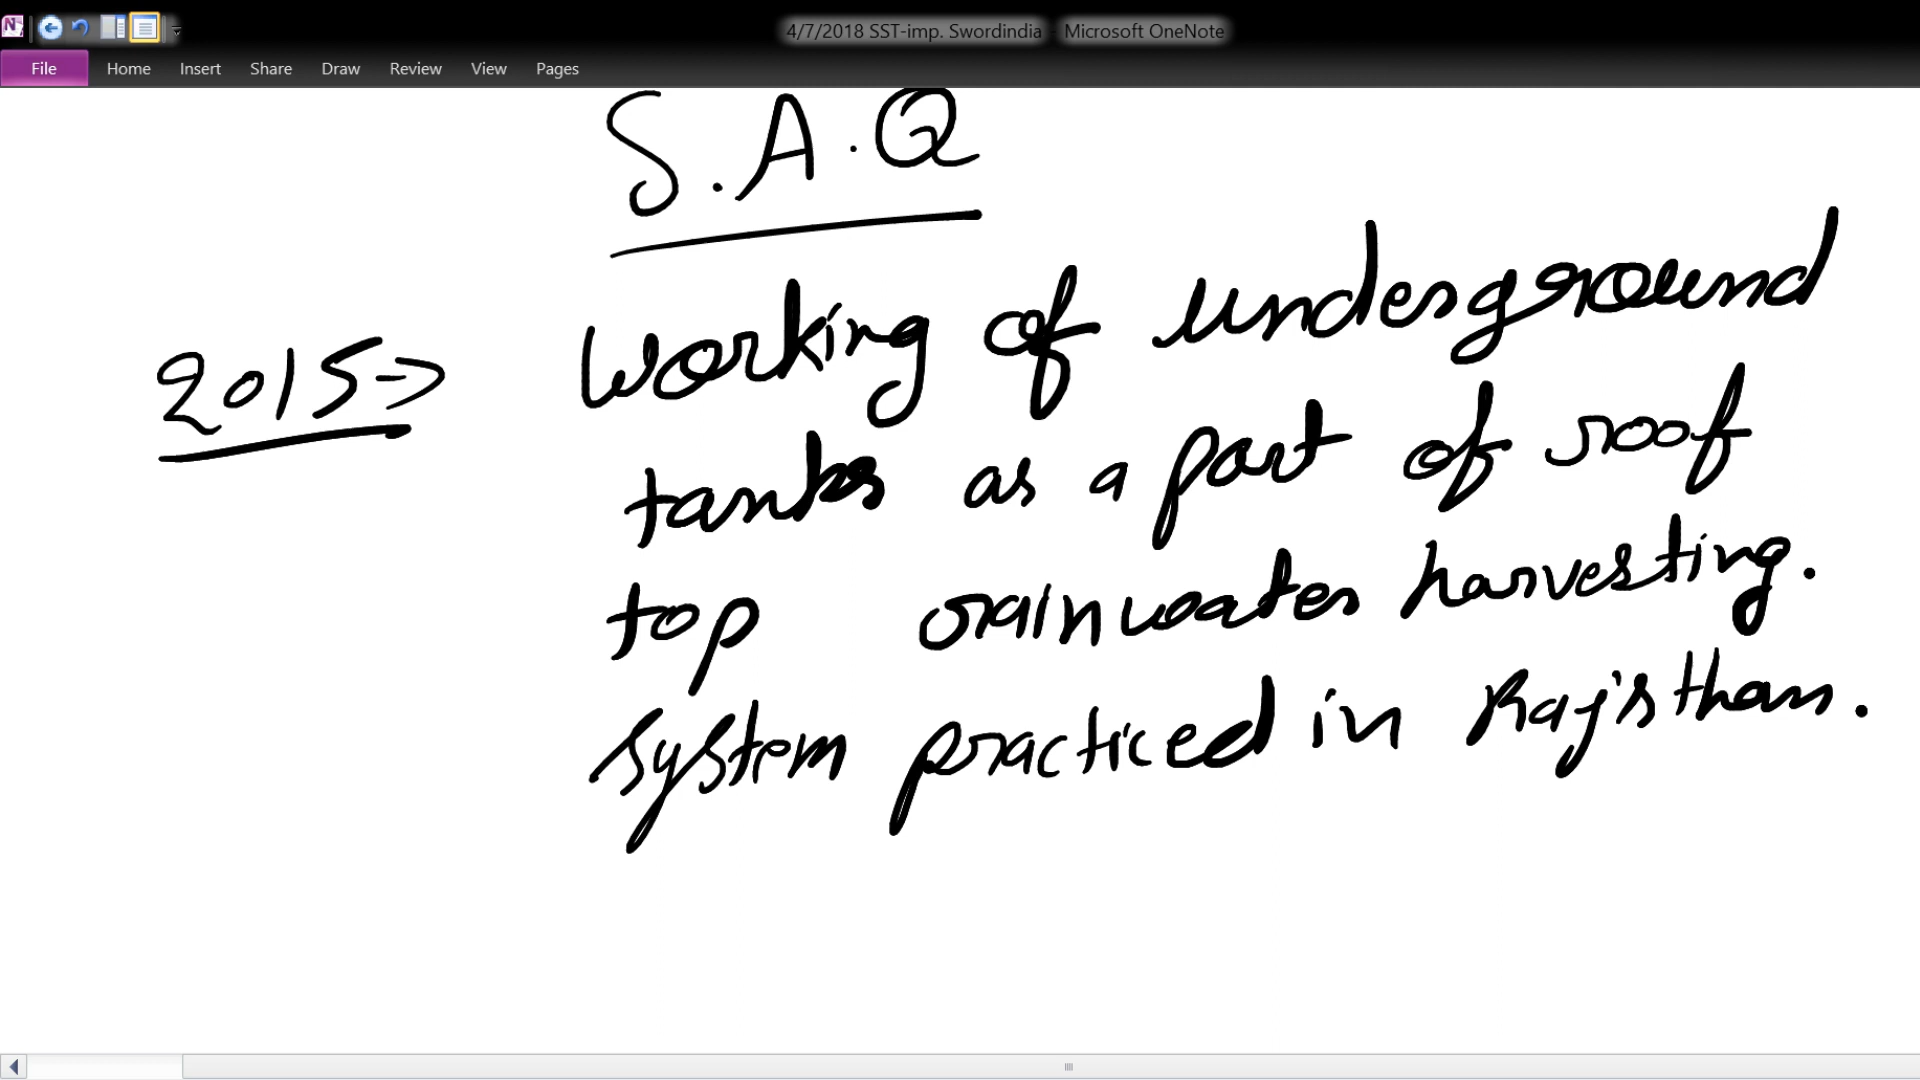 4/7/2018 SST-imp. Swordindia - Microsoft OneNote
File Home Insert Share Draw Review View Pages
S.A.Q
2015-> Working of underground
tanks as a part of roof
top rainwater harvesting.
system practiced in Rajisthan.